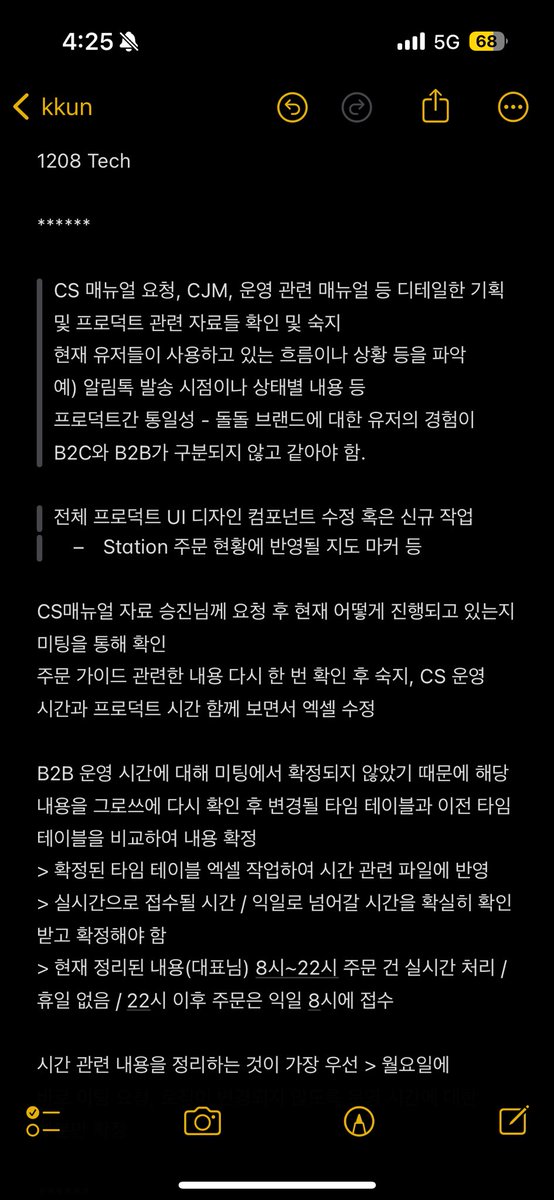 4:25
5G
68
kkun
1208 Tech
******
CS 매뉴얼 요청, CJM, 운영 관련 매뉴얼 등 디테일한 기획
및 프로덕트 관련 자료들 확인 및 숙지
현재 유저들이 사용하고 있는 흐름이나 상황 등을 파악
예) 알림톡 발송 시점이나 상태별 내용 등
프로덕트간 통일성 - 돌돌 브랜드에 대한 유저의 경험이
B2C와 B2B가 구분되지 않고 같아야 함.
전체 프로덕트 UI 디자인 컴포넌트 수정 혹은 신규 작업
– Station 주문 현황에 반영될 지도 마커 등
CS매뉴얼 자료 승진님께 요청 후 현재 어떻게 진행되고 있는지
미팅을 통해 확인
주문 가이드 관련한 내용 다시 한 번 확인 후 숙지, CS 운영
시간과 프로덕트 시간 함께 보면서 엑셀 수정
B2B 운영 시간에 대해 미팅에서 확정되지 않았기 때문에 해당
내용을 그로쓰에 다시 확인 후 변경될 타임 테이블과 이전 타임
테이블을 비교하여 내용 확정
> 확정된 타임 테이블 엑셀 작업하여 시간 관련 파일에 반영
> 실시간으로 접수될 시간 / 익일로 넘어갈 시간을 확실히 확인
받고 확정해야 함
> 현재 정리된 내용(대표님) 8시~22시 주문 건 실시간 처리 /
휴일 없음 / 22시 이후 주문은 익일 8시에 접수
시간 관련 내용을 정리하는 것이 가장 우선 > 월요일에